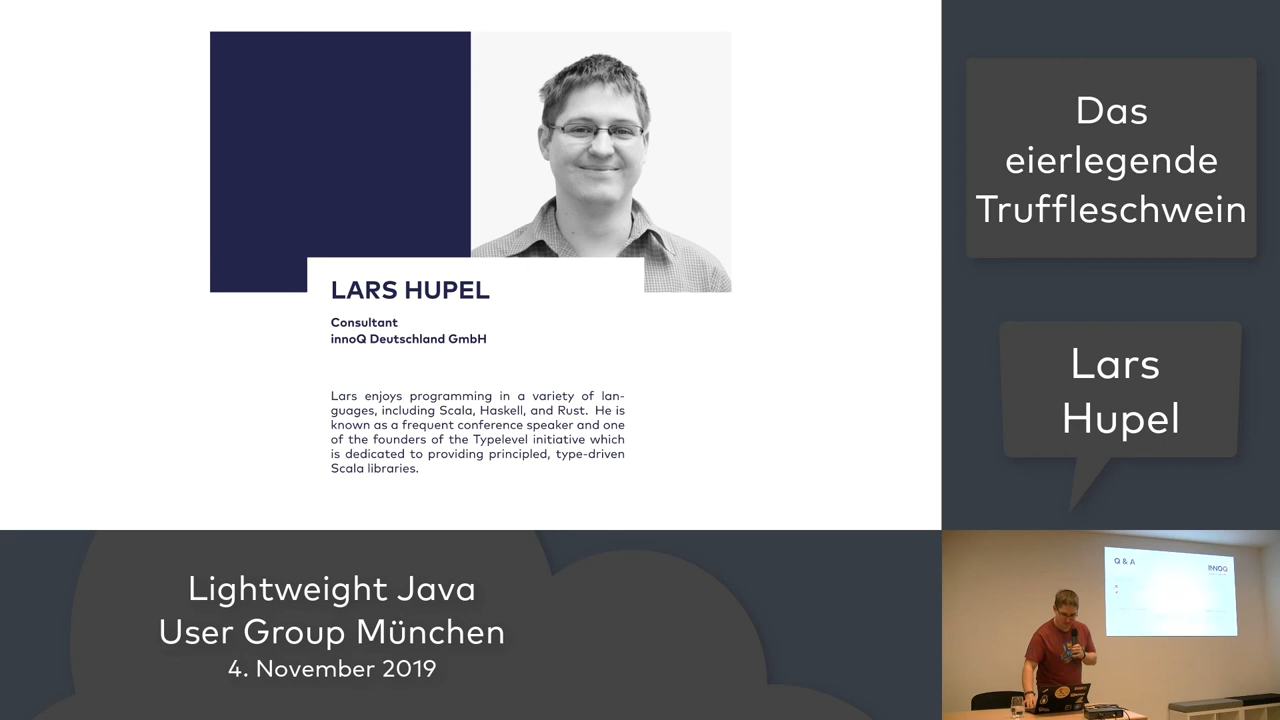 LARS HUPEL
Consultant
innoQ Deutschland GmbH
Lars enjoys programming in a variety of lan-
guages, including Scala, Haskell, and Rust. He is
known as a frequent conference speaker and one
of the founders of the Typelevel initiative which
is dedicated to providing principled, type-driven
Scala libraries.
Das
eierlegende
Truffleschwein
Lars
Hupel
Lightweight Java
User Group München
4. November 2019
Q & A
INNOQ